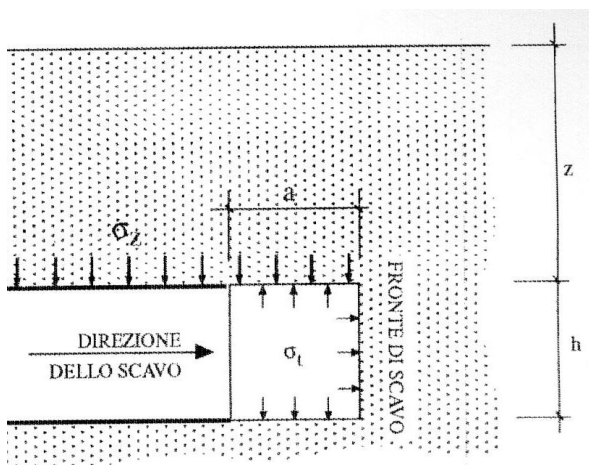 z
a
σz
FRONTE DI SCAVO
DIREZIONE
DELLO SCAVO
σt
h